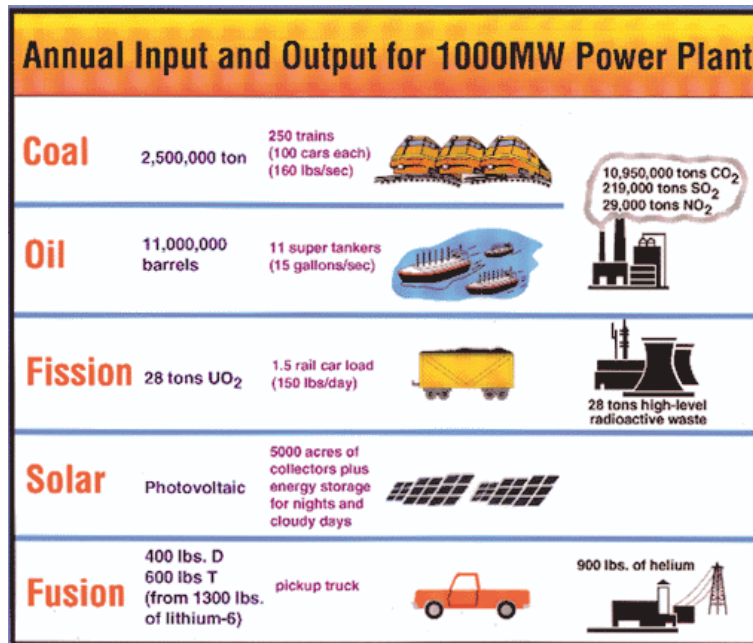 Annual Input and Output for 1000MW Power Plant
Coal
2,500,000 ton
250 trains
(100 cars each)
(160 lbs/sec)
10,950,000 tons CO₂
219,000 tons SO₂
29,000 tons NO₂
Oil
11,000,000
barrels
11 super tankers
(15 gallons/sec)
Fission
28 tons UO₂
1.5 rail car load
(150 lbs/day)
28 tons high-level
radioactive waste
Solar
Photovoltaic
5000 acres of
collectors plus
energy storage
for nights and
cloudy days
Fusion
400 lbs. D
600 lbs T
(from 1300 lbs.
of lithium-6)
pickup truck
900 lbs. of helium